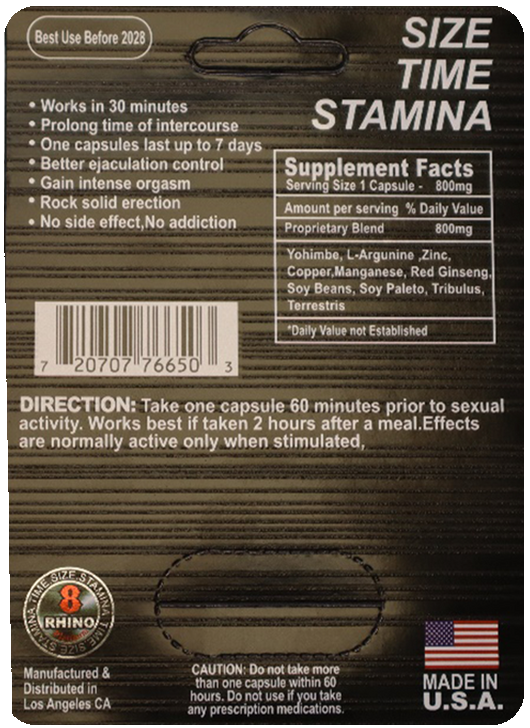 Best Use Before 2028
SIZE
TIME
STAMINA
• Works in 30 minutes
• Prolong time of intercourse
• One capsules last up to 7 days
• Better ejaculation control
• Gain intense orgasm
• Rock solid erection
• No side effect,No addiction
Supplement Facts
Serving Size 1 Capsule - 800mg
Amount per serving % Daily Value
Proprietary Blend 800mg
Yohimbe, L-Argunine ,Zinc,
Copper,Manganese, Red Ginseng,
Soy Beans, Soy Paleto, Tribulus,
Terrestris
*Daily Value not Established
7 20707 76650 3
DIRECTION: Take one capsule 60 minutes prior to sexual
activity. Works best if taken 2 hours after a meal.Effects
are normally active only when stimulated,
TIME SIZE STAMINA
8
RHINO
STAMINA TIME SIZE
Manufactured &
Distributed in
Los Angeles CA
CAUTION: Do not take more
than one capsule within 60
hours. Do not use if you take
any prescription medications.
MADE IN
U.S.A.